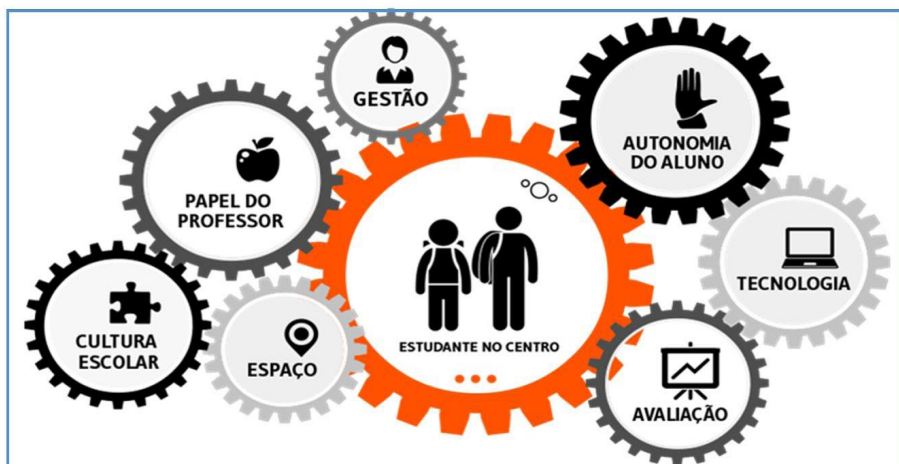 GESTÃO
AUTONOMIA
DO ALUNO
PAPEL DO
PROFESSOR
TECNOLOGIA
CULTURA
ESCOLAR
ESPAÇO
ESTUDANTE NO CENTRO
AVALIAÇÃO